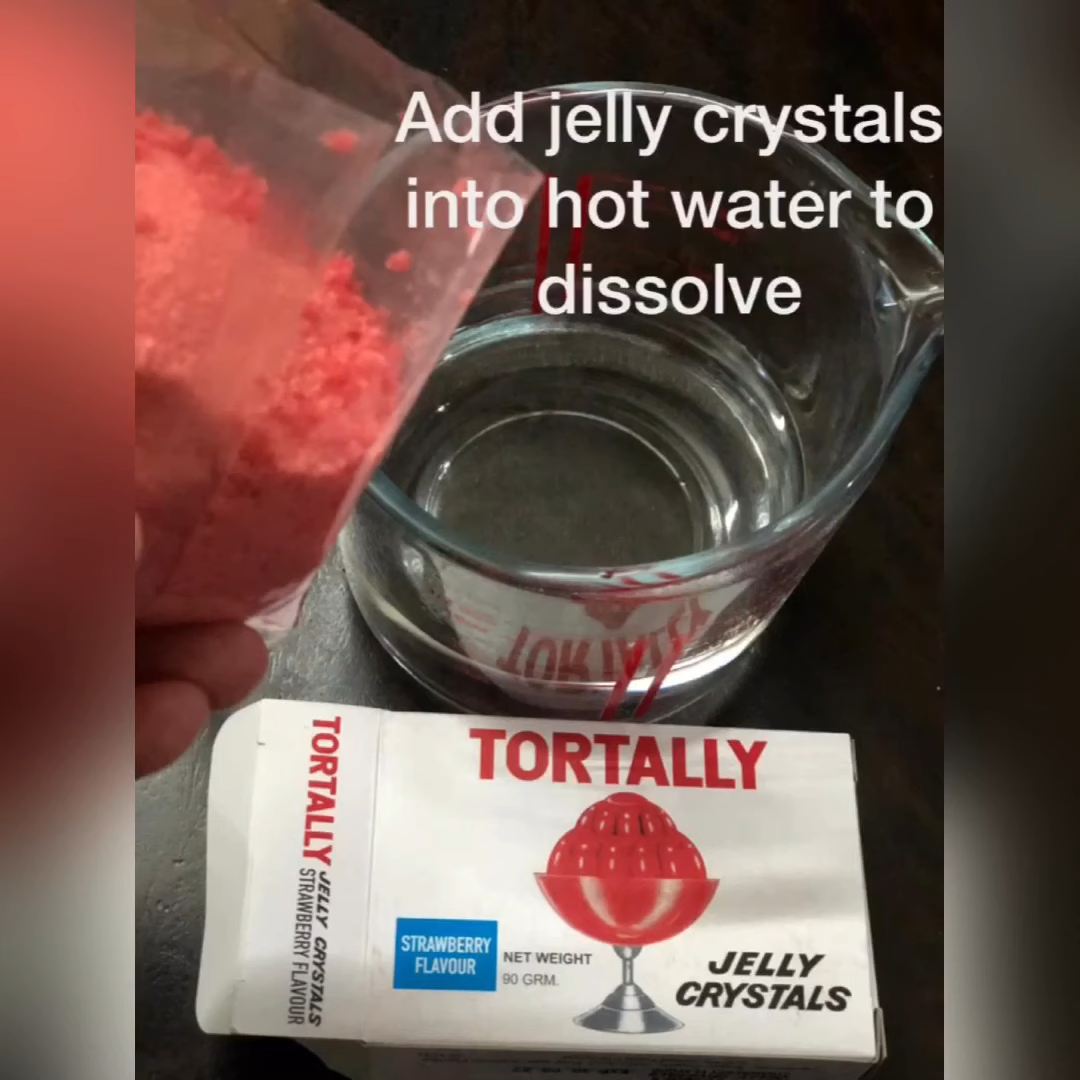 Add jelly crystals
into hot water to
dissolve
TORTALLY
TORTALLY JELLY CRYSTALS
STRAWBERRY FLAVOUR
STRAWBERRY
FLAVOUR
NET WEIGHT
90 GRM.
JELLY
CRYSTALS